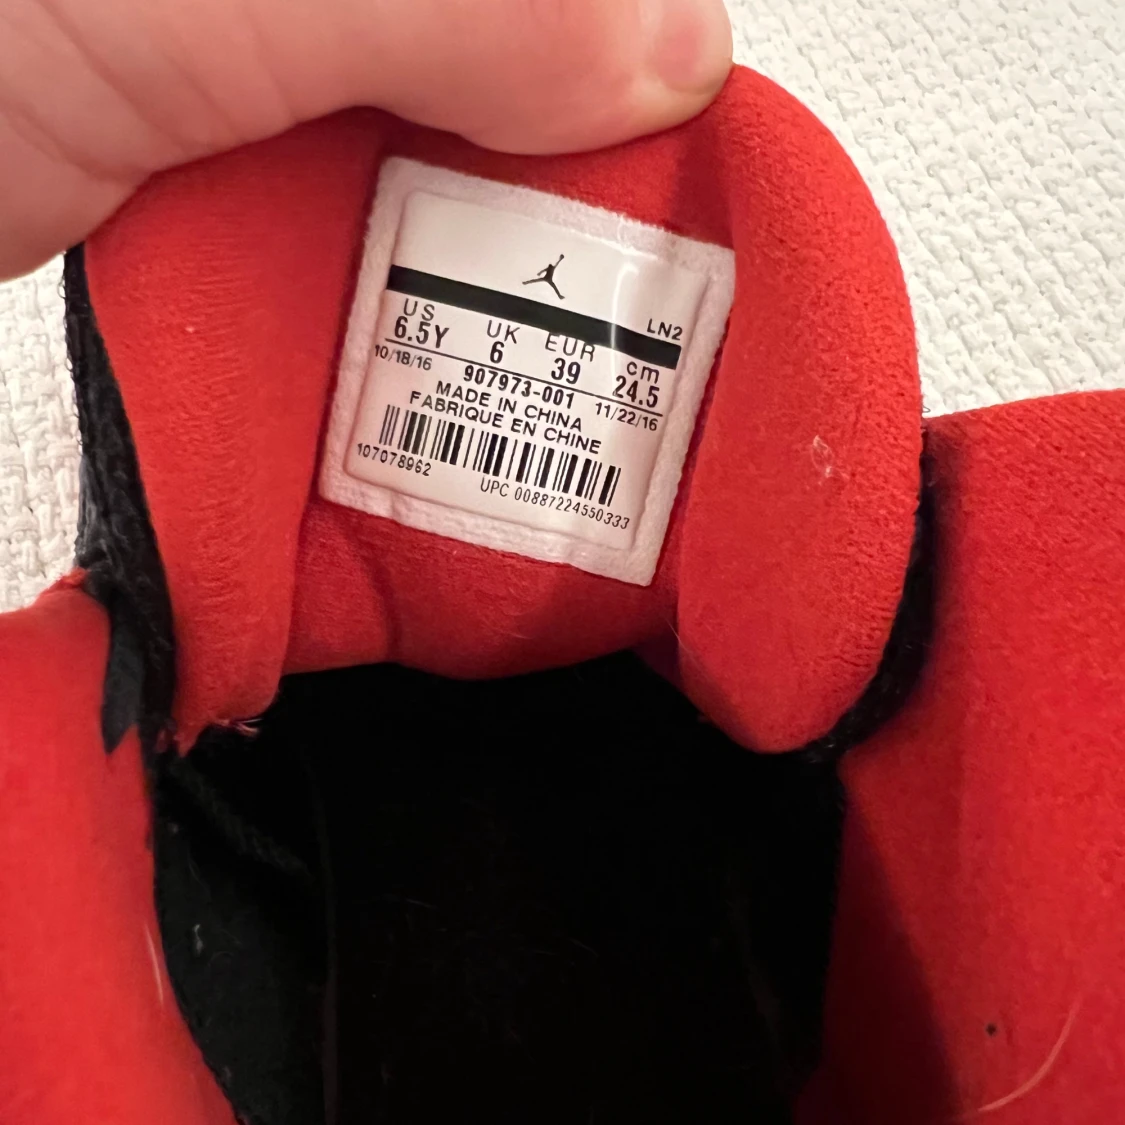 LN2
US UK EUR cm
6.5Y 6 39 24.5
10/18/16 907973-001 11/22/16
MADE IN CHINA
FABRIQUE EN CHINE
107078962
UPC 00887224550333